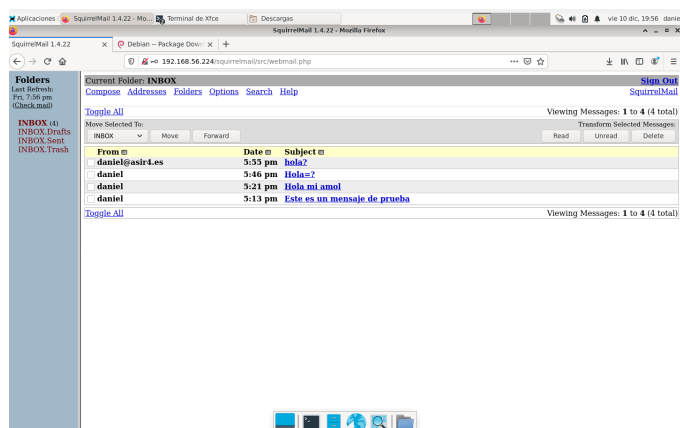 Aplicaciones SquirrelMail 1.4.22 - Mo... Terminal de Xfce Descargas vie 10 dic, 19:56 danie
SquirrelMail 1.4.22 - Mozilla Firefox
SquirrelMail 1.4.22 Debian -- Package Down
192.168.56.224/squirrelmail/src/webmail.php
Folders
Last Refresh:
Fri, 7:56 pm
(Check mail)
INBOX (4)
INBOX.Drafts
INBOX.Sent
INBOX.Trash
Current Folder: INBOX Sign Out
Compose Addresses Folders Options Search Help SquirrelMail
Toggle All Viewing Messages: 1 to 4 (4 total)
Move Selected To: Transform Selected Messages:
INBOX Move Forward Read Unread Delete
From Date Subject
daniel@asir4.es 5:55 pm hola?
daniel 5:46 pm Hola=?
daniel 5:21 pm Hola mi amol
daniel 5:13 pm Este es un mensaje de prueba
Toggle All Viewing Messages: 1 to 4 (4 total)